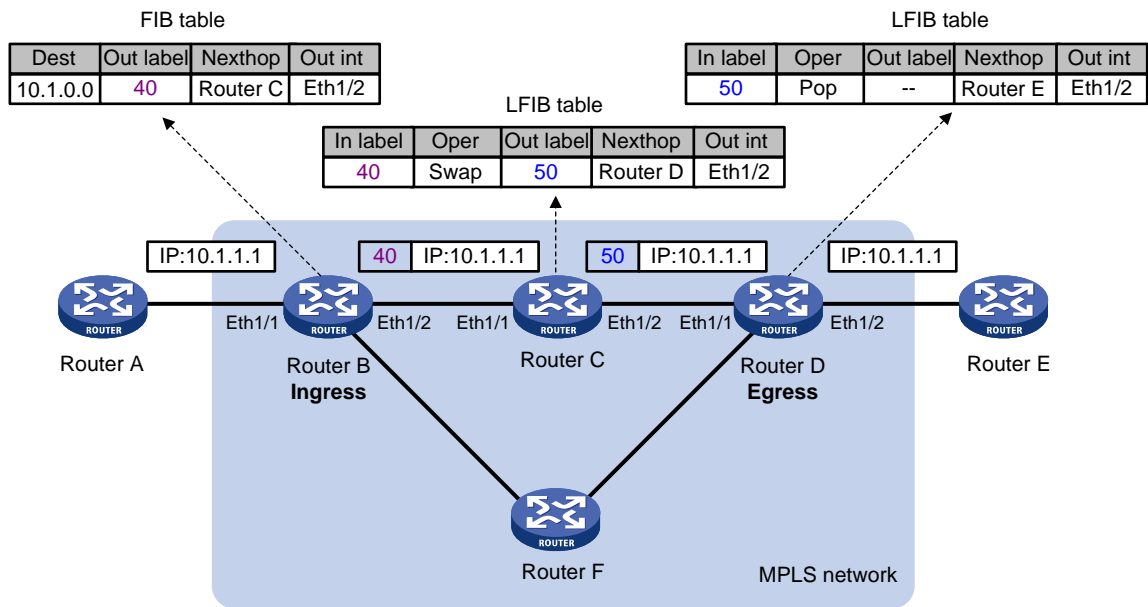 FIB table
Dest Out label Nexthop Out int
10.1.0.0 40 Router C Eth1/2
LFIB table
In label Oper Out label Nexthop Out int
50 Pop -- Router E Eth1/2
LFIB table
In label Oper Out label Nexthop Out int
40 Swap 50 Router D Eth1/2
IP:10.1.1.1 40 IP:10.1.1.1 50 IP:10.1.1.1 IP:10.1.1.1
ROUTER ROUTER ROUTER ROUTER ROUTER
Eth1/1 Eth1/2 Eth1/1 Eth1/2 Eth1/1 Eth1/2
Router A Router B Router C Router D Router E
Ingress Egress
ROUTER
Router F
MPLS network